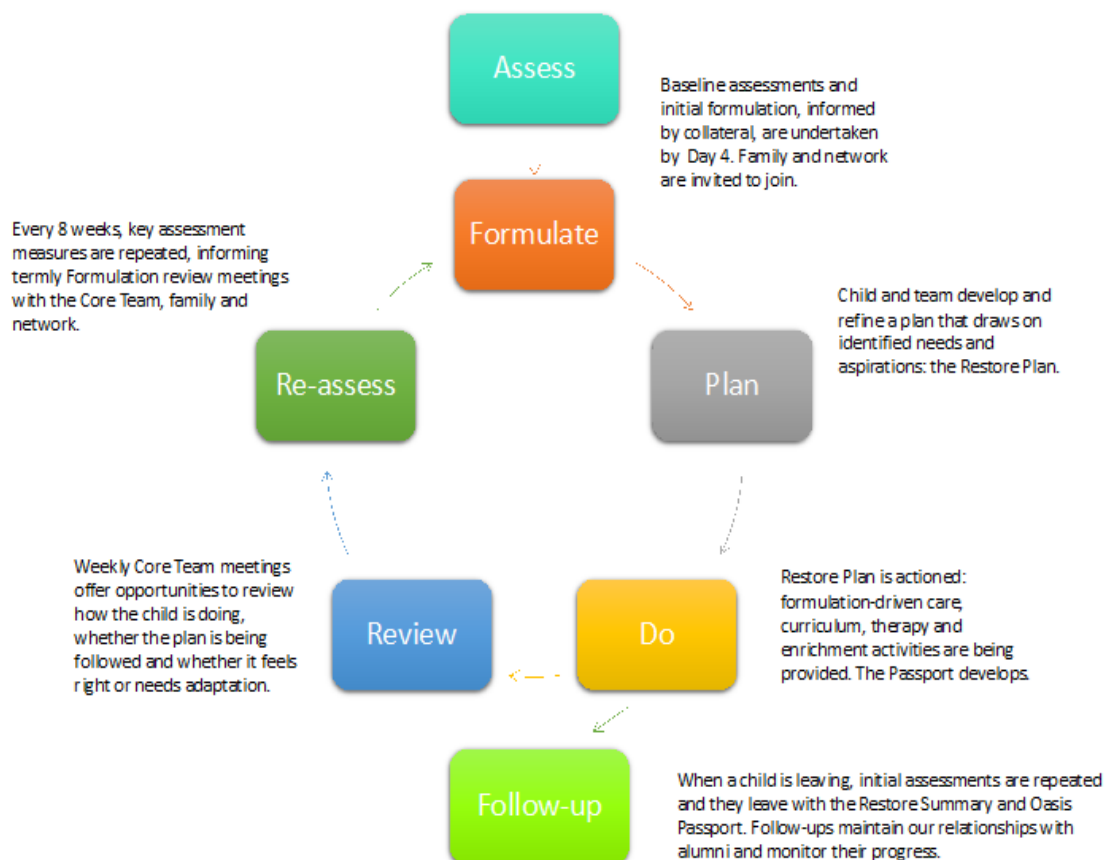 Assess
Baseline assessments and
initial formulation, informed
by collateral, are undertaken
by Day 4. Family and network
are invited to join.
Formulate
Every 8 weeks, key assessment
measures are repeated, informing
termly Formulation review meetings
with the Core Team, family and
network.
Child and team develop and
refine a plan that draws on
identified needs and
aspirations: the Restore Plan.
Re-assess
Plan
Weekly Core Team meetings
offer opportunities to review
how the child is doing,
whether the plan is being
followed and whether it feels
right or needs adaptation.
Review
Do
Restore Plan is actioned:
formulation-driven care,
curriculum, therapy and
enrichment activities are being
provided. The Passport develops.
Follow-up
When a child is leaving, initial assessments are repeated
and they leave with the Restore Summary and Oasis
Passport. Follow-ups maintain our relationships with
alumni and monitor their progress.